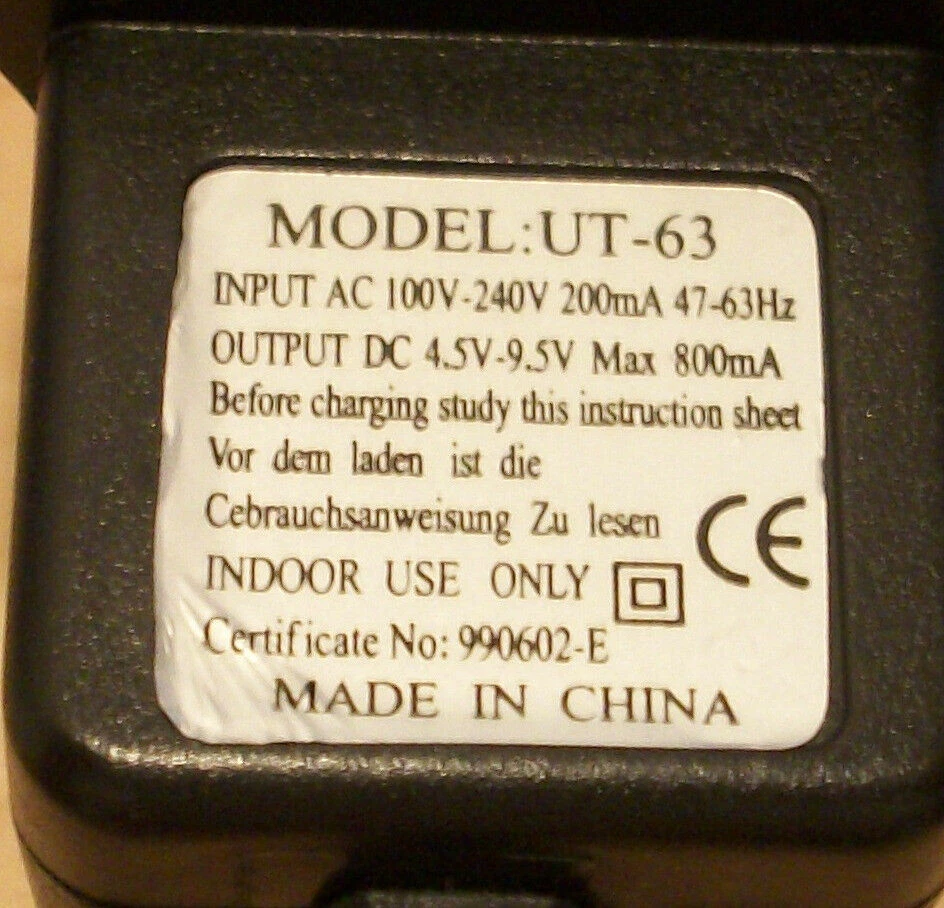 MODEL:UT-63
INPUT AC 100V-240V 200mA 47-63Hz
OUTPUT DC 4.5V-9.5V Max 800mA
Before charging study this instruction sheet
Vor dem laden ist die
Cebrauchsanweisung Zu lesen
CE
INDOOR USE ONLY
Certificate No: 990602-E
MADE IN CHINA